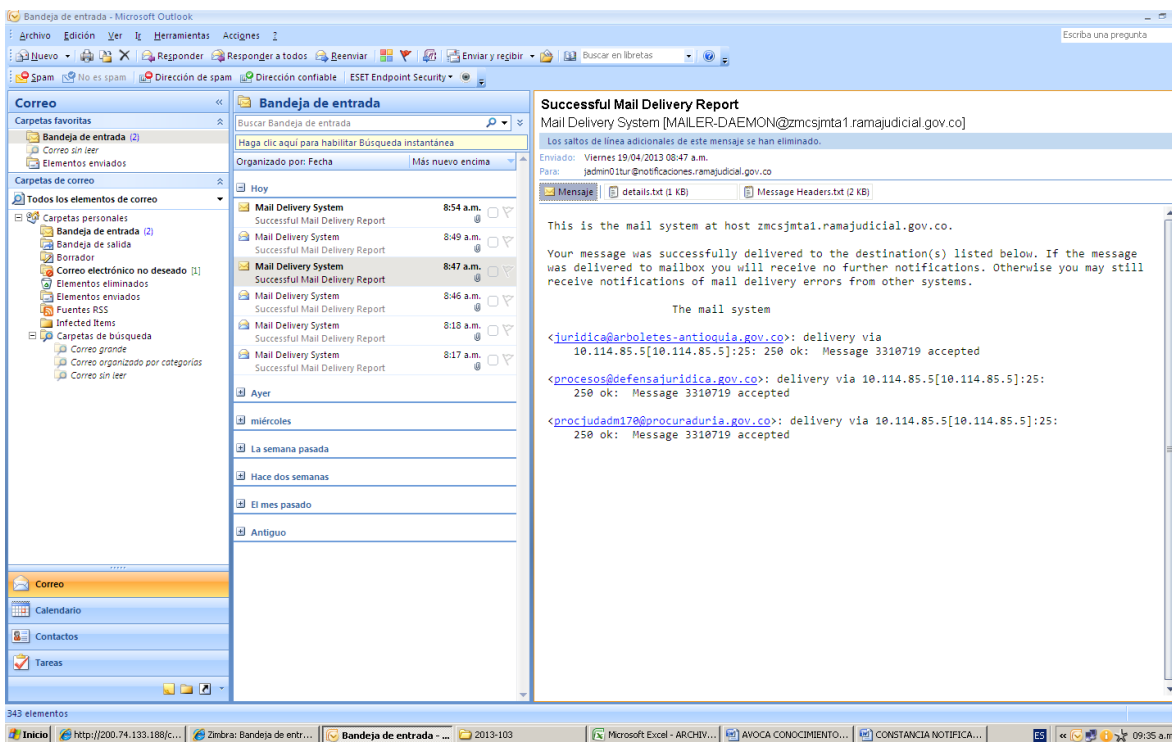 Bandeja de entrada - Microsoft Outlook
Archivo Edición Ver Ir Herramientas Acciones ?
Escriba una pregunta
Nuevo Responder Responder a todos Reenviar Enviar y recibir Buscar en libretas
Spam No es spam Dirección de spam Dirección confiable ESET Endpoint Security
Correo
Carpetas favoritas
Bandeja de entrada (2)
Correo sin leer
Elementos enviados
Carpetas de correo
Todos los elementos de correo
Carpetas personales
Bandeja de entrada (2)
Bandeja de salida
Borrador
Correo electrónico no deseado [1]
Elementos eliminados
Elementos enviados
Fuentes RSS
Infected Items
Carpetas de búsqueda
Correo grande
Correo organizado por categorías
Correo sin leer
Correo
Calendario
Contactos
Tareas
Bandeja de entrada
Buscar Bandeja de entrada
Haga clic aquí para habilitar Búsqueda instantánea
Organizado por: Fecha Más nuevo encima
Hoy
Mail Delivery System 8:54 a.m.
Successful Mail Delivery Report
Mail Delivery System 8:49 a.m.
Successful Mail Delivery Report
Mail Delivery System 8:47 a.m.
Successful Mail Delivery Report
Mail Delivery System 8:46 a.m.
Successful Mail Delivery Report
Mail Delivery System 8:18 a.m.
Successful Mail Delivery Report
Mail Delivery System 8:17 a.m.
Successful Mail Delivery Report
Ayer
miércoles
La semana pasada
Hace dos semanas
El mes pasado
Antiguo
Successful Mail Delivery Report
Mail Delivery System [MAILER-DAEMON@zmcsjmta1.ramajudicial.gov.co]
Los saltos de línea adicionales de este mensaje se han eliminado.
Enviado: Viernes 19/04/2013 08:47 a.m.
Para: jadmin01tur@notificaciones.ramajudicial.gov.co
Mensaje details.txt (1 KB) Message Headers.txt (2 KB)
This is the mail system at host zmcsjmta1.ramajudicial.gov.co.
Your message was successfully delivered to the destination(s) listed below. If the message
was delivered to mailbox you will receive no further notifications. Otherwise you may still
receive notifications of mail delivery errors from other systems.
The mail system
<juridica@arboletes-antioquia.gov.co>: delivery via
10.114.85.5[10.114.85.5]:25: 250 ok: Message 3310719 accepted
<procesos@defensajuridica.gov.co>: delivery via 10.114.85.5[10.114.85.5]:25:
250 ok: Message 3310719 accepted
<procjudadm170@procuraduria.gov.co>: delivery via 10.114.85.5[10.114.85.5]:25:
250 ok: Message 3310719 accepted
343 elementos
Inicio http://200.74.133.188/c... Zimbra: Bandeja de entr... Bandeja de entrada - ... 2013-103 Microsoft Excel - ARCHIV... AVOCA CONOCIMIENTO... CONSTANCIA NOTIFICA... ES 09:35 a.m